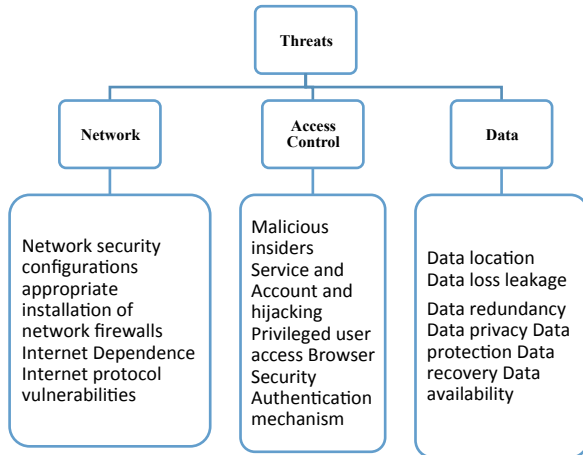 Threats
Network
Access
Control
Data
Network security
configurations
appropriate
installation of
network firewalls
Internet Dependence
Internet protocol
vulnerabilities
Malicious
insiders
Service and
Account and
hijacking
Privileged user
access Browser
Security
Authentication
mechanism
Data location
Data loss leakage
Data redundancy
Data privacy Data
protection Data
recovery Data
availability